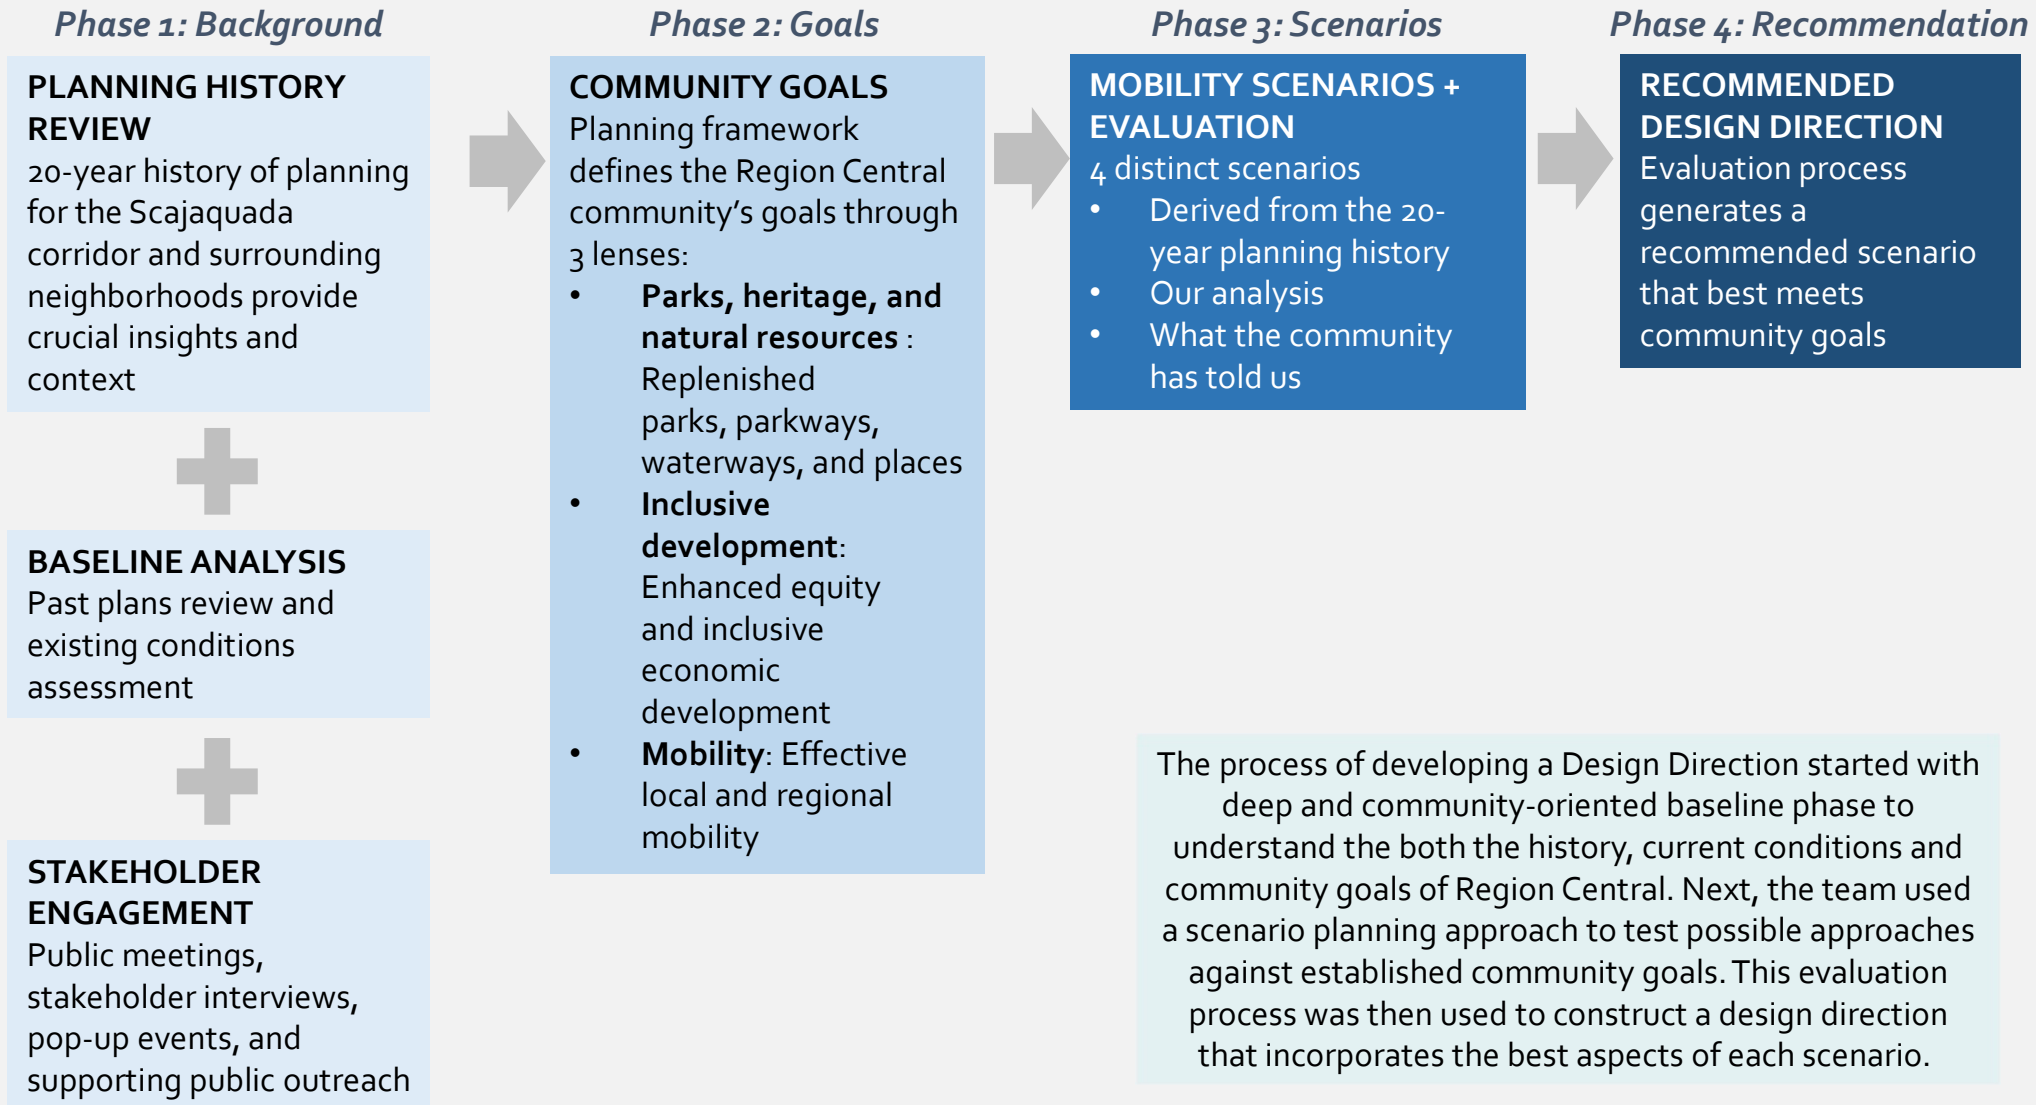 Phase 1: Background
PLANNING HISTORY
REVIEW
20-year history of planning
for the Scajaquada
corridor and surrounding
neighborhoods provide
crucial insights and
context
BASELINE ANALYSIS
Past plans review and
existing conditions
assessment
STAKEHOLDER
ENGAGEMENT
Public meetings,
stakeholder interviews,
pop-up events, and
supporting public outreach
Phase 2: Goals
COMMUNITY GOALS
Planning framework
defines the Region Central
community’s goals through
3 lenses:
• Parks, heritage, and
natural resources :
Replenished
parks, parkways,
waterways, and places
• Inclusive
development:
Enhanced equity
and inclusive
economic
development
• Mobility: Effective
local and regional
mobility
Phase 3: Scenarios
MOBILITY SCENARIOS +
EVALUATION
4 distinct scenarios
• Derived from the 20-
year planning history
• Our analysis
• What the community
has told us
Phase 4: Recommendation
RECOMMENDED
DESIGN DIRECTION
Evaluation process
generates a
recommended scenario
that best meets
community goals
The process of developing a Design Direction started with
deep and community-oriented baseline phase to
understand the both the history, current conditions and
community goals of Region Central. Next, the team used
a scenario planning approach to test possible approaches
against established community goals. This evaluation
process was then used to construct a design direction
that incorporates the best aspects of each scenario.